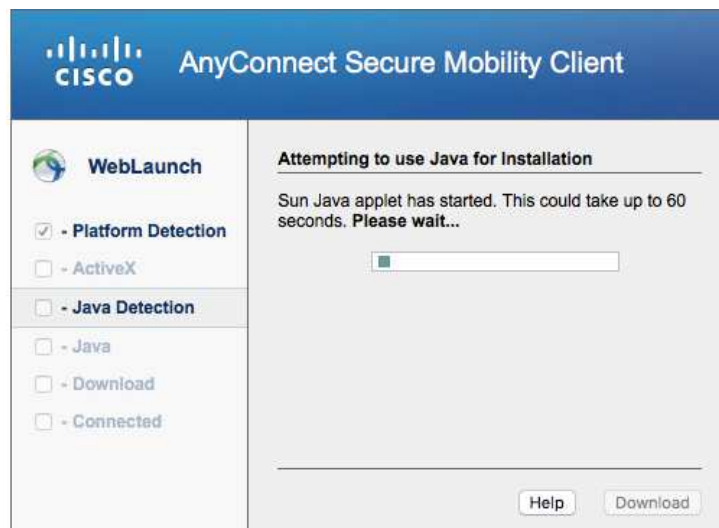 CISCO
AnyConnect Secure Mobility Client
WebLaunch
- Platform Detection
- ActiveX
- Java Detection
- Java
- Download
- Connected
Attempting to use Java for Installation
Sun Java applet has started. This could take up to 60
seconds. Please wait...
Help
Download